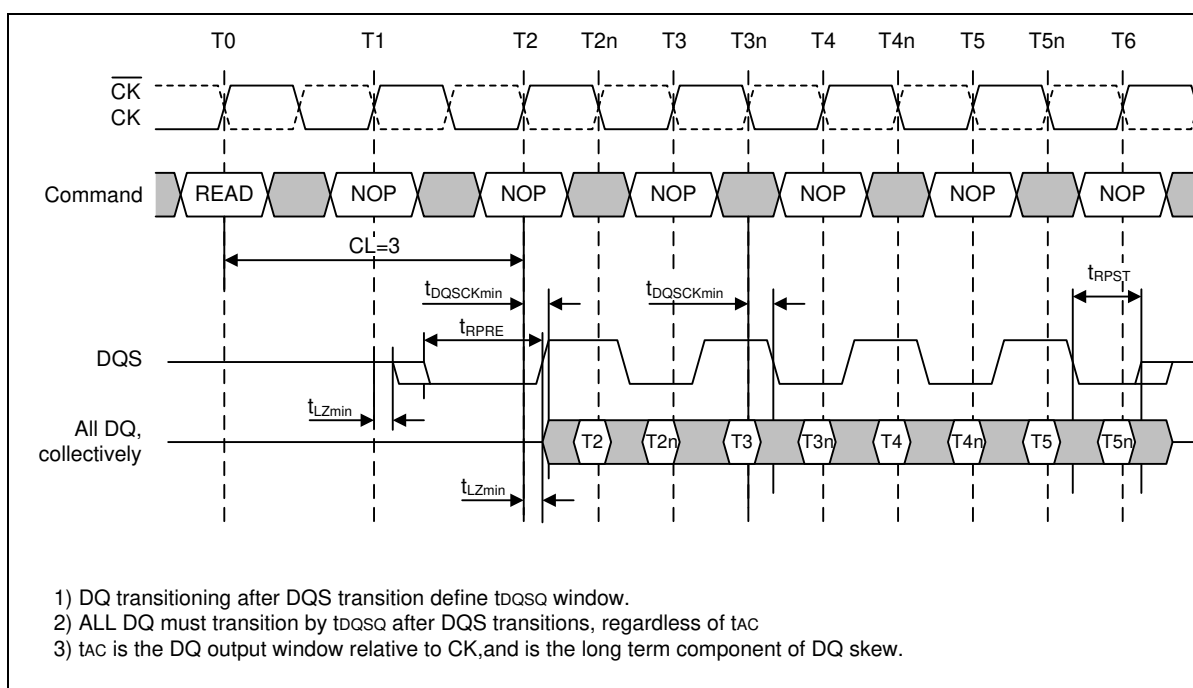 T0 T1 T2 T2n T3 T3n T4 T4n T5 T5n T6
CK
CK
Command READ NOP NOP NOP NOP NOP NOP
CL=3
tDQSCKmin tDQSCKmin tRPST
tRPRE
DQS
tLZmin
All DQ,
collectively
T2 T2n T3 T3n T4 T4n T5 T5n
tLZmin
1) DQ transitioning after DQS transition define tDQSQ window.
2) ALL DQ must transition by tDQSQ after DQS transitions, regardless of tAC
3) tAC is the DQ output window relative to CK,and is the long term component of DQ skew.